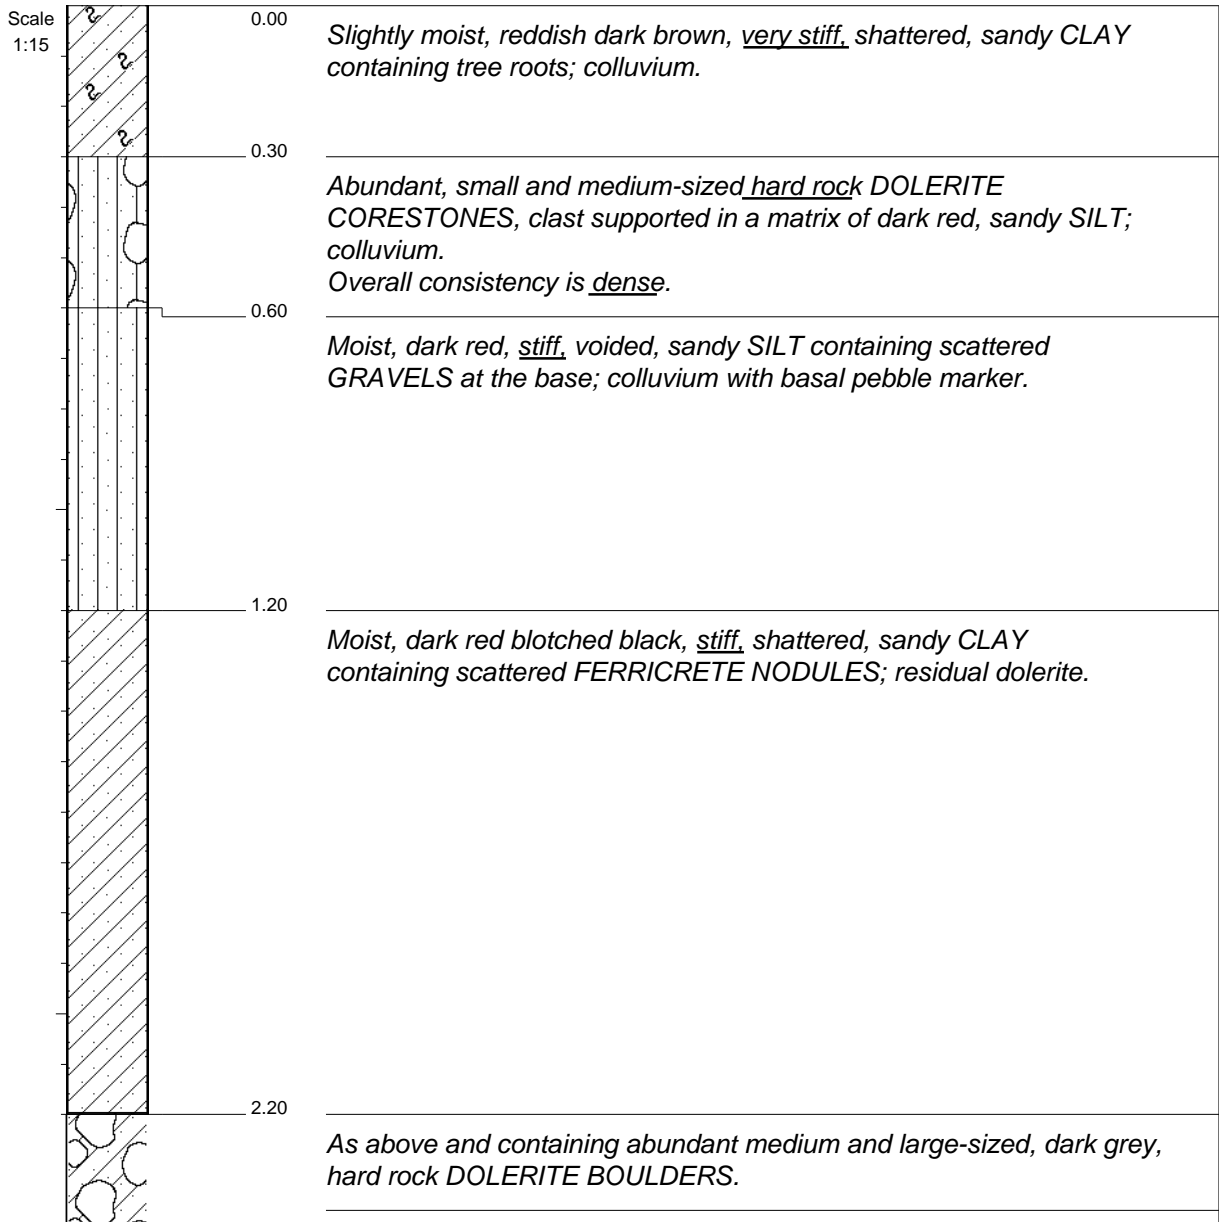 Scale
1:15
0.00
Slightly moist, reddish dark brown, very stiff, shattered, sandy CLAY
containing tree roots; colluvium.
0.30
Abundant, small and medium-sized hard rock DOLERITE
CORESTONES, clast supported in a matrix of dark red, sandy SILT;
colluvium.
Overall consistency is dense.
0.60
Moist, dark red, stiff, voided, sandy SILT containing scattered
GRAVELS at the base; colluvium with basal pebble marker.
1.20
Moist, dark red blotched black, stiff, shattered, sandy CLAY
containing scattered FERRICRETE NODULES; residual dolerite.
2.20
As above and containing abundant medium and large-sized, dark grey,
hard rock DOLERITE BOULDERS.